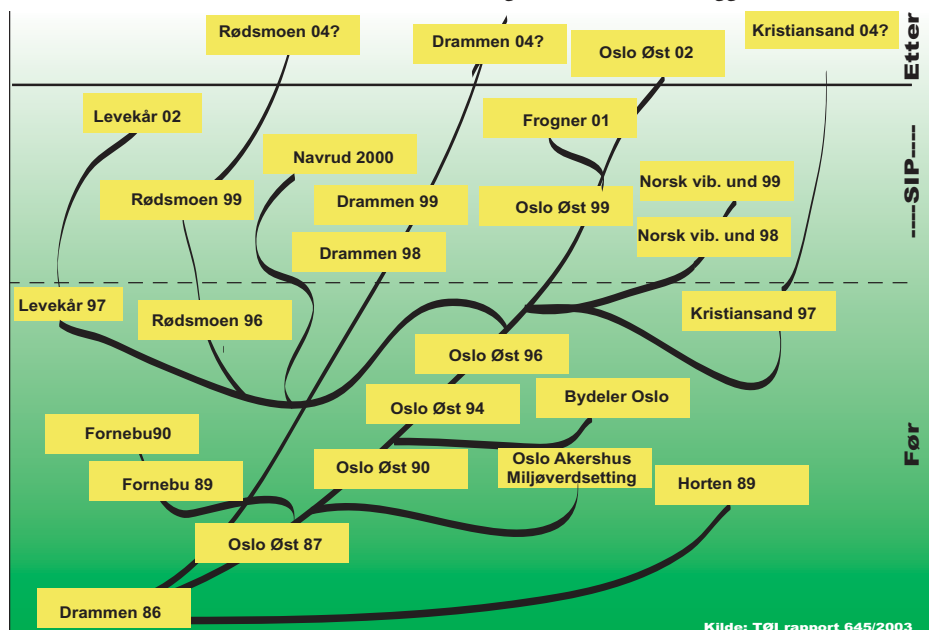 Rødsmoen 04?
Drammen 04?
Kristiansand 04?
Oslo Øst 02
Etter
Levekår 02
Frogner 01
Navrud 2000
Norsk vib. und 99
Rødsmoen 99
Drammen 99
Oslo Øst 99
----SIP----
Norsk vib. und 98
Drammen 98
Levekår 97
Rødsmoen 96
Kristiansand 97
Oslo Øst 96
Bydeler Oslo
Oslo Øst 94
Fornebu90
Før
Oslo Øst 90
Oslo Akershus
Miljøverdsetting
Fornebu 89
Horten 89
Oslo Øst 87
Drammen 86
Kilde: TØI rapport 645/2003